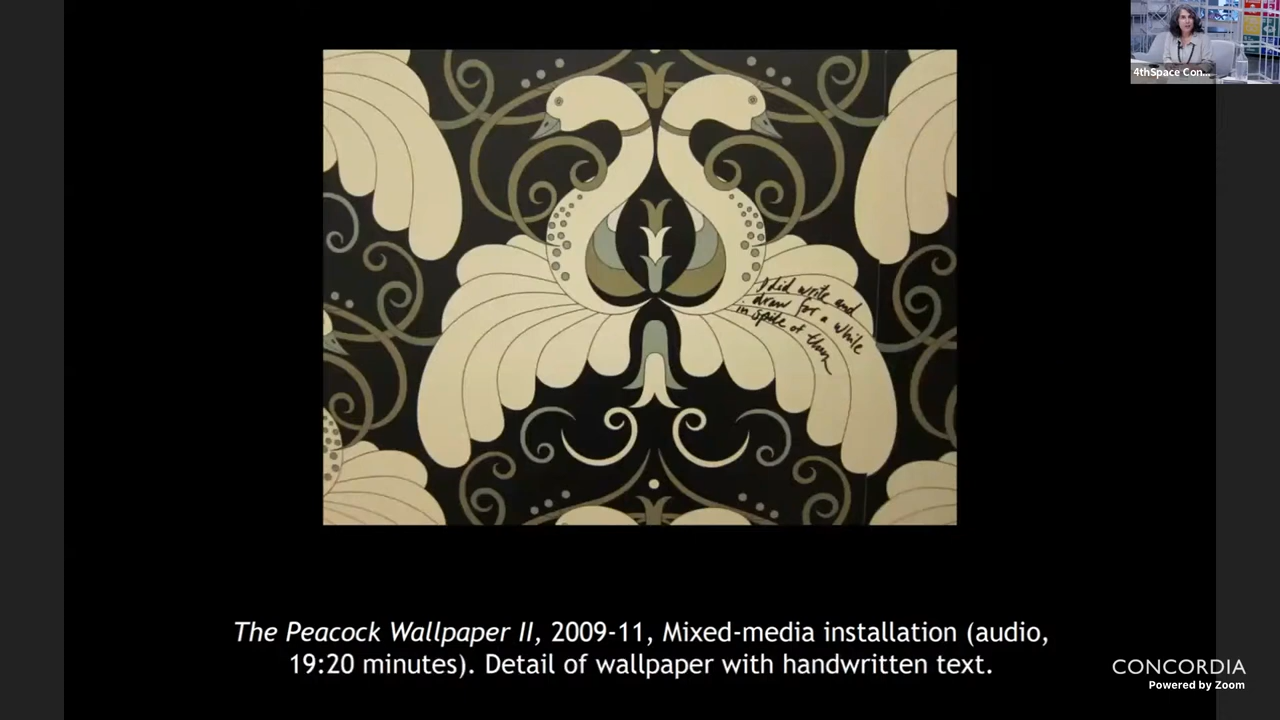 4thSpace Con...
I did write and
draw for a while
in spite of them
The Peacock Wallpaper II, 2009-11, Mixed-media installation (audio,
19:20 minutes). Detail of wallpaper with handwritten text.
CONCORDIA
Powered by Zoom